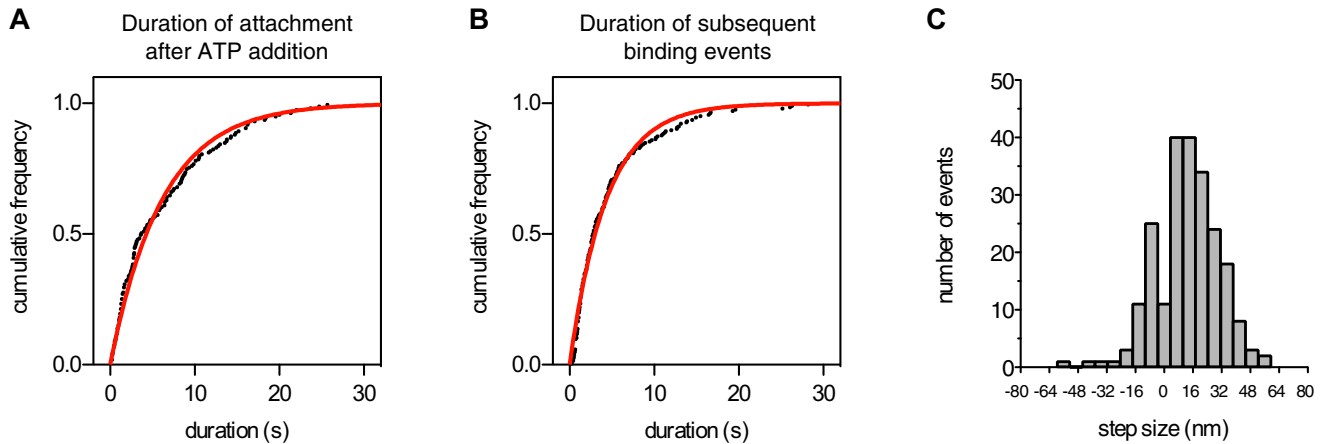 A
Duration of attachment
after ATP addition
cumulative frequency
1.0
0.5
0.0
0 10 20 30
duration (s)
B
Duration of subsequent
binding events
cumulative frequency
1.0
0.5
0.0
0 10 20 30
duration (s)
C
number of events
50
40
30
20
10
0
-80 -64 -48 -32 -16 0 16 32 48 64 80
step size (nm)